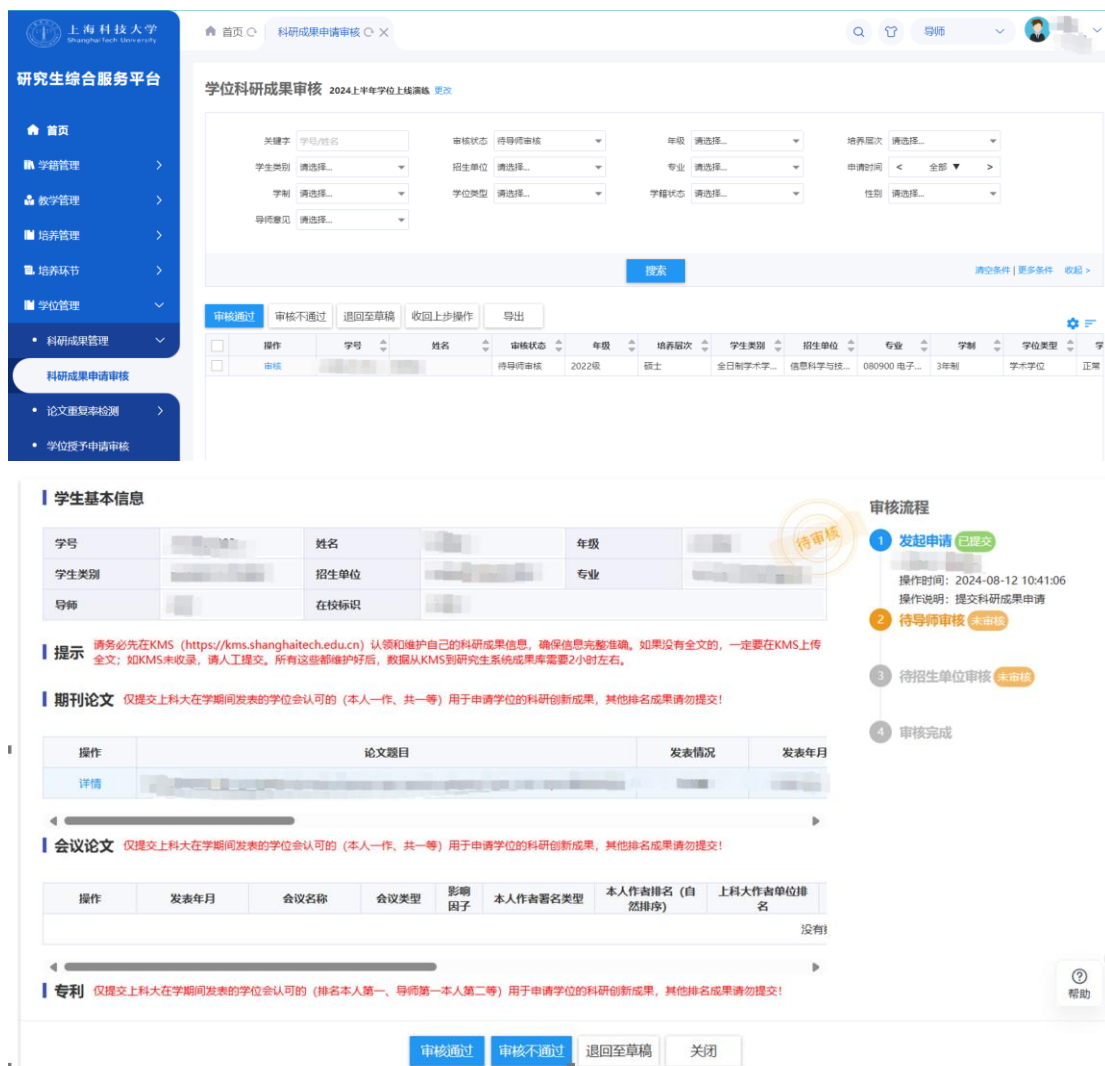 上海科技大学
ShanghaiTech University
首页
科研成果申请审核
导师
研究生综合服务平台
首页
学籍管理
教学管理
培养管理
培养环节
学位管理
科研成果管理
科研成果申请审核
论文重复率检测
学位授予申请审核
学位科研成果审核 2024上半年学位上线演练 更改
关键字 学号/姓名 审核状态 待导师审核 年级 请选择... 培养层次 请选择...
学生类别 请选择... 招生单位 请选择... 专业 请选择... 申请时间 < 全部 ▼ >
学制 请选择... 学位类型 请选择... 学籍状态 请选择... 性别 请选择...
导师意见 请选择...
搜索 清空条件 | 更多条件 收起 >
审核通过 审核不通过 退回至草稿 收回上步操作 导出
操作 学号 姓名 审核状态 年级 培养层次 学生类别 招生单位 专业 学制 学位类型 学
审核 待导师审核 2022级 硕士 全日制学术学... 信息科学与技... 080900 电子... 3年制 学术学位 正常
学生基本信息
学号 姓名 年级
学生类别 招生单位 专业
导师 在校标识
待审核
提示 请务必先在KMS（https://kms.shanghaitech.edu.cn）认领和维护自己的科研成果信息，确保信息完整准确。如果没有全文的，一定要在KMS上传
全文；如KMS未收录，请人工提交。所有这些都维护好后，数据从KMS到研究生系统成果库需要2小时左右。
期刊论文 仅提交上科大在学期间发表的学位会认可的（本人一作、共一等）用于申请学位的科研创新成果，其他排名成果请勿提交！
操作 论文题目 发表情况 发表年月
详情
会议论文 仅提交上科大在学期间发表的学位会认可的（本人一作、共一等）用于申请学位的科研创新成果，其他排名成果请勿提交！
操作 发表年月 会议名称 会议类型 影响因子 本人作者署名类型 本人作者排名（自然排序） 上科大作者单位排名
没有
专利 仅提交上科大在学期间发表的学位会认可的（排名本人第一、导师第一本人第二等）用于申请学位的科研创新成果，其他排名成果请勿提交！
审核流程
1 发起申请 已提交
操作时间：2024-08-12 10:41:06
操作说明：提交科研成果申请
2 待导师审核 未审核
3 待招生单位审核 未审核
4 审核完成
帮助
审核通过 审核不通过 退回至草稿 关闭